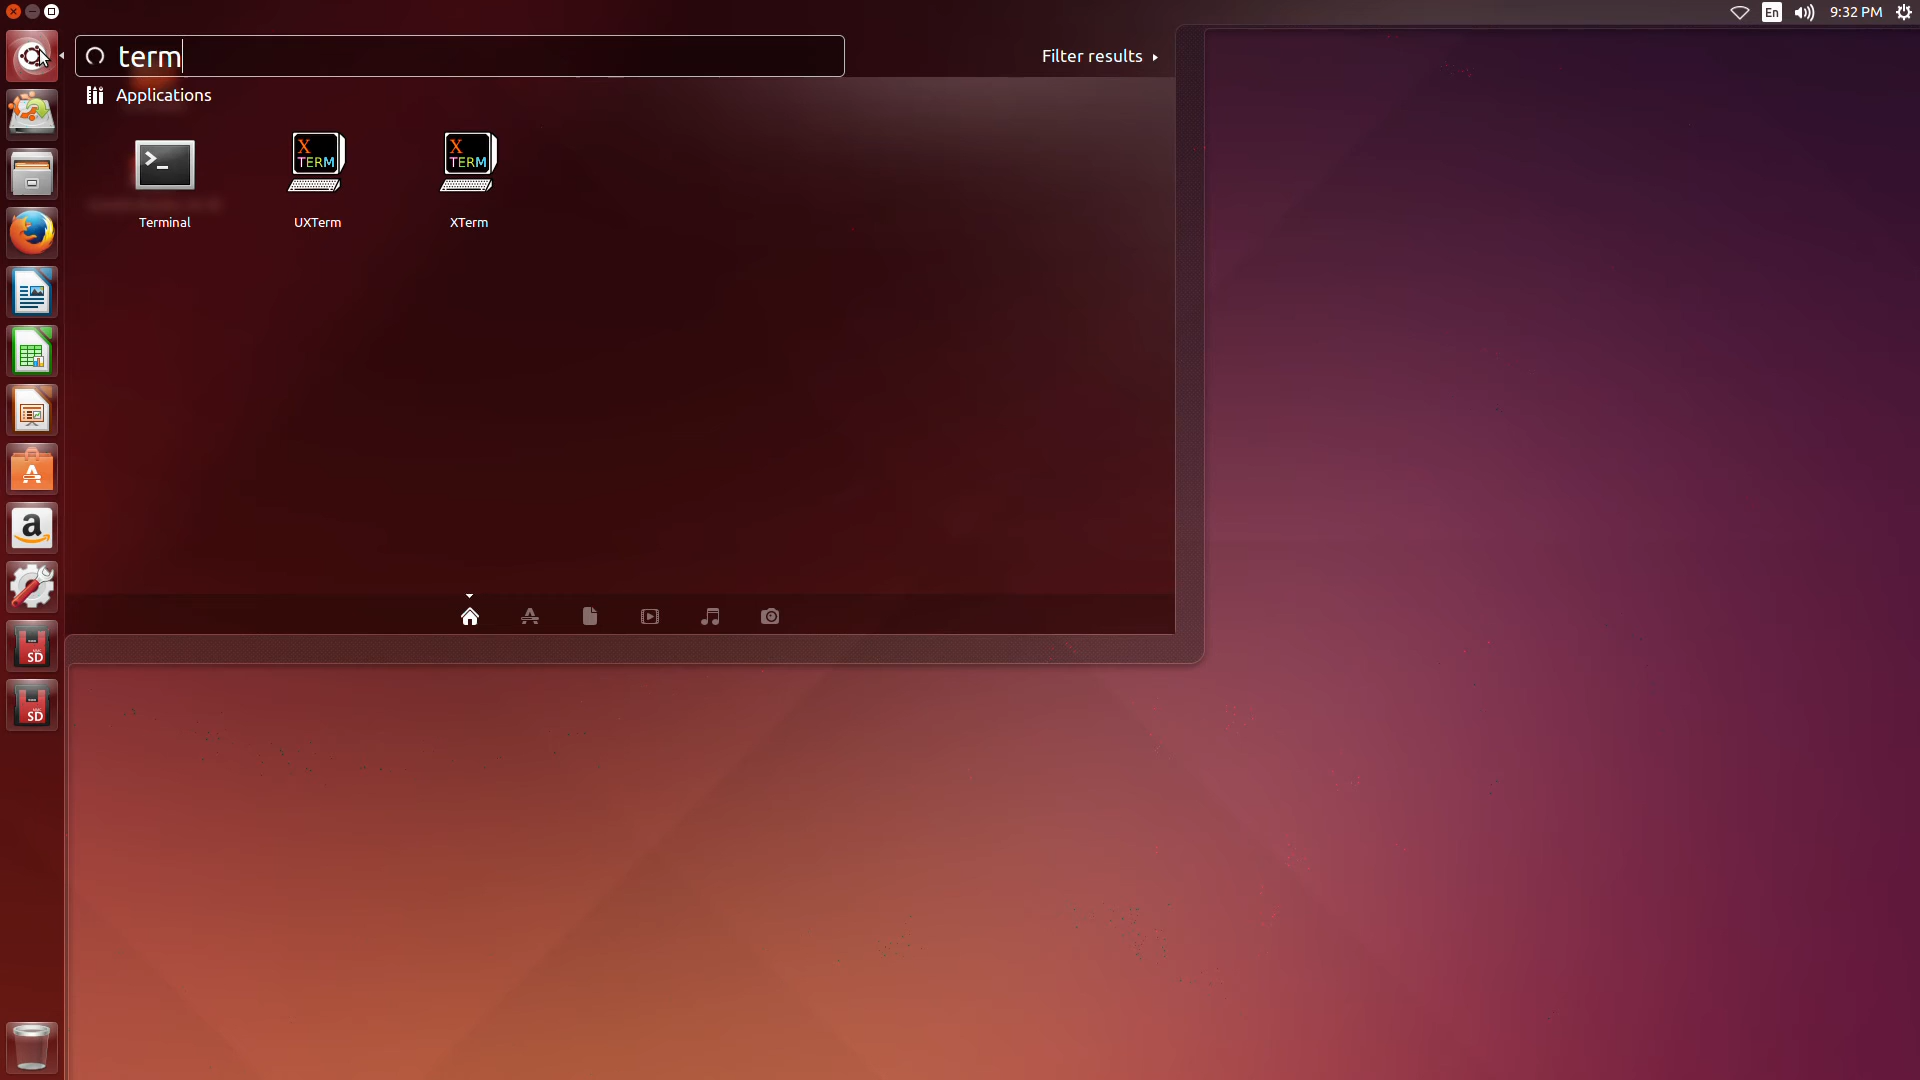 En
9:32 PM
term
Filter results
Applications
X
TERM
X
TERM
Terminal
UXTerm
XTerm
a
SD
SD